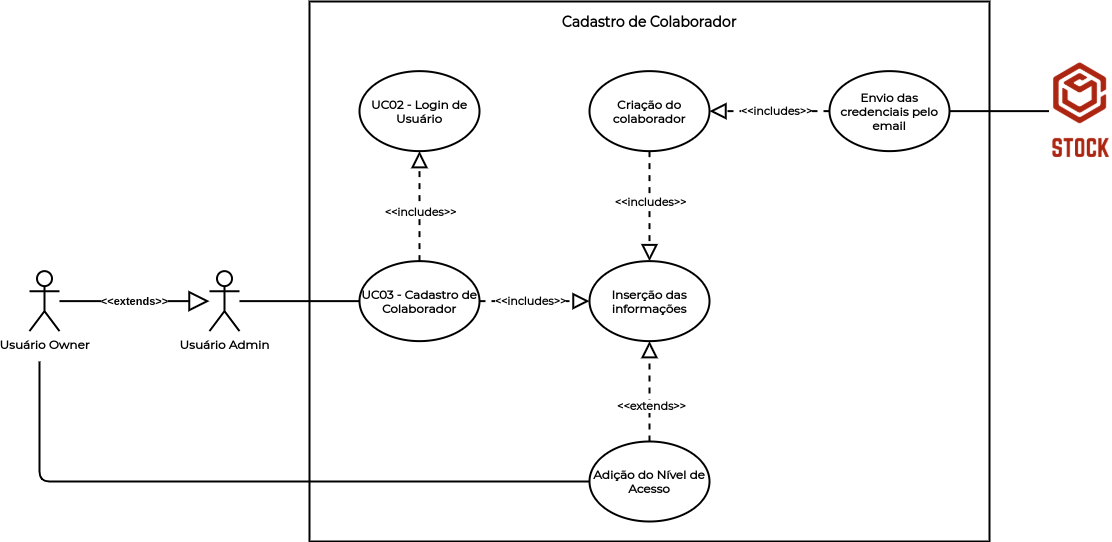 Cadastro de Colaborador
UC02 - Login de
Usuário
Criação do
colaborador
<<includes>>
Envio das
credenciais pelo
email
STOCK
<<includes>>
<<includes>>
<<extends>>
Usuário Owner
Usuário Admin
UC03 - Cadastro de
Colaborador
<<includes>>
Inserção das
informações
<<extends>>
Adição do Nível de
Acesso